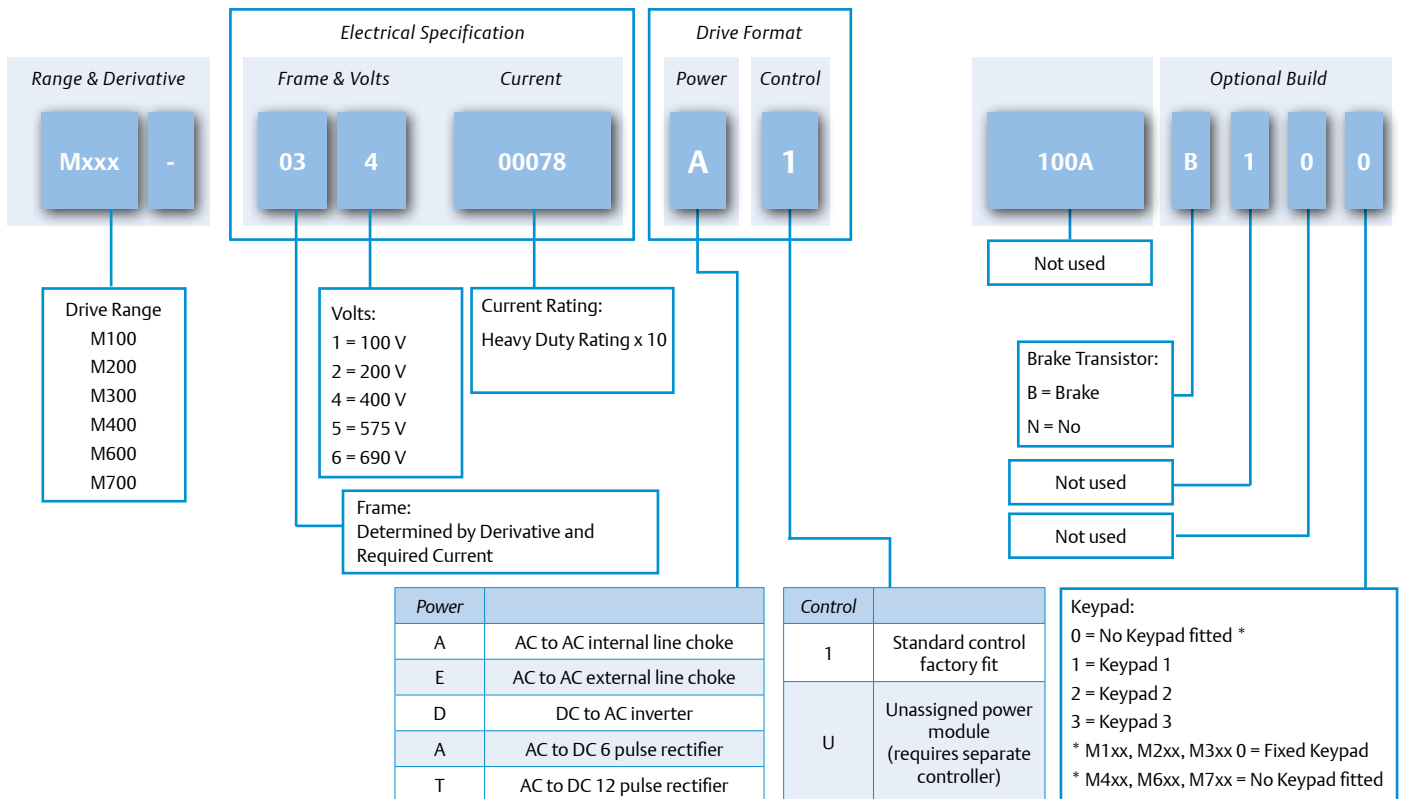 Electrical Specification
Drive Format
Range & Derivative
Frame & Volts
Current
Power
Control
Optional Build
Mxxx
-
03
4
00078
A
1
100A
B
1
0
0
Not used
Drive Range
M100
M200
M300
M400
M600
M700
Volts:
1 = 100 V
2 = 200 V
4 = 400 V
5 = 575 V
6 = 690 V
Current Rating:
Heavy Duty Rating x 10
Brake Transistor:
B = Brake
N = No
Not used
Not used
Frame:
Determined by Derivative and
Required Current
Power
A
AC to AC internal line choke
E
AC to AC external line choke
D
DC to AC inverter
A
AC to DC 6 pulse rectifier
T
AC to DC 12 pulse rectifier
Control
1
Standard control
factory fit
U
Unassigned power
module
(requires separate
controller)
Keypad:
0 = No Keypad fitted *
1 = Keypad 1
2 = Keypad 2
3 = Keypad 3
* M1xx, M2xx, M3xx 0 = Fixed Keypad
* M4xx, M6xx, M7xx = No Keypad fitted